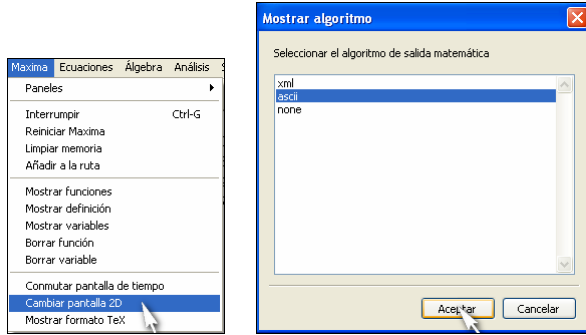 Maxima Ecuaciones Álgebra Análisis
Paneles
Interrumpir Ctrl-G
Reiniciar Maxima
Limpiar memoria
Añadir a la ruta
Mostrar funciones
Mostrar definición
Mostrar variables
Borrar función
Borrar variable
Conmutar pantalla de tiempo
Cambiar pantalla 2D
Mostrar formato TeX
Mostrar algoritmo
Seleccionar el algoritmo de salida matemática
xml
ascii
none
Aceptar Cancelar